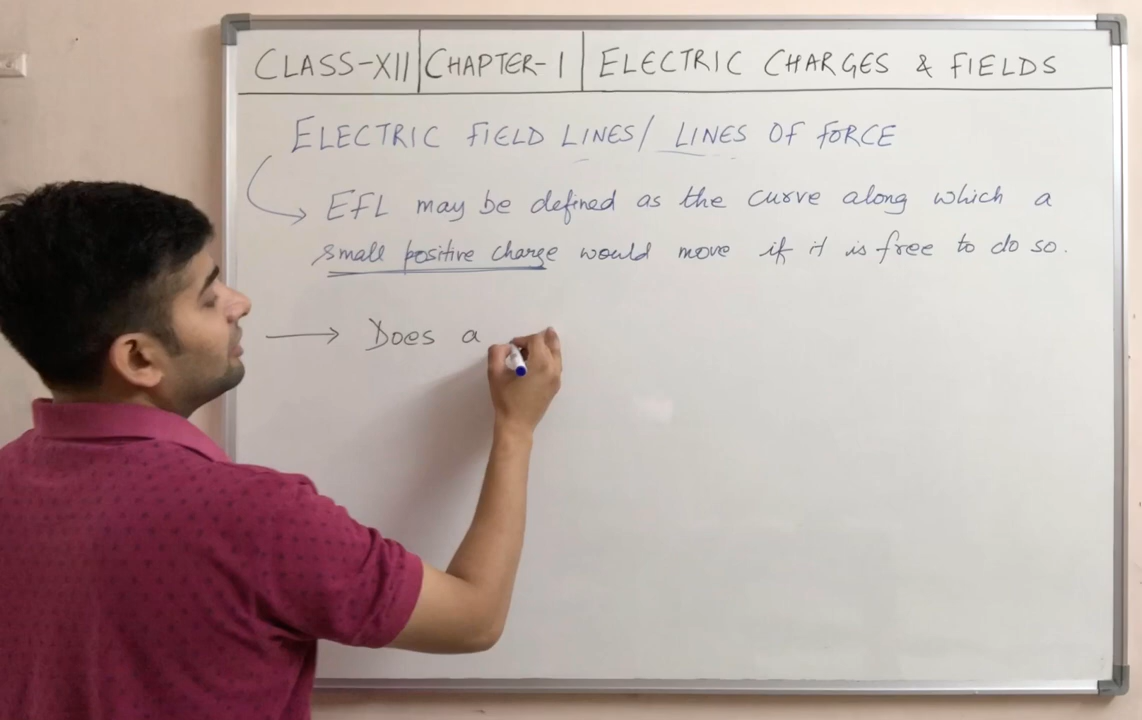 CLASS-XII CHAPTER-1 ELECTRIC CHARGES & FIELDS
ELECTRIC FIELD LINES/ LINES OF FORCE
EFL may be defined as the curve along which a
small positive charge would move if it is free to do so.
Does a